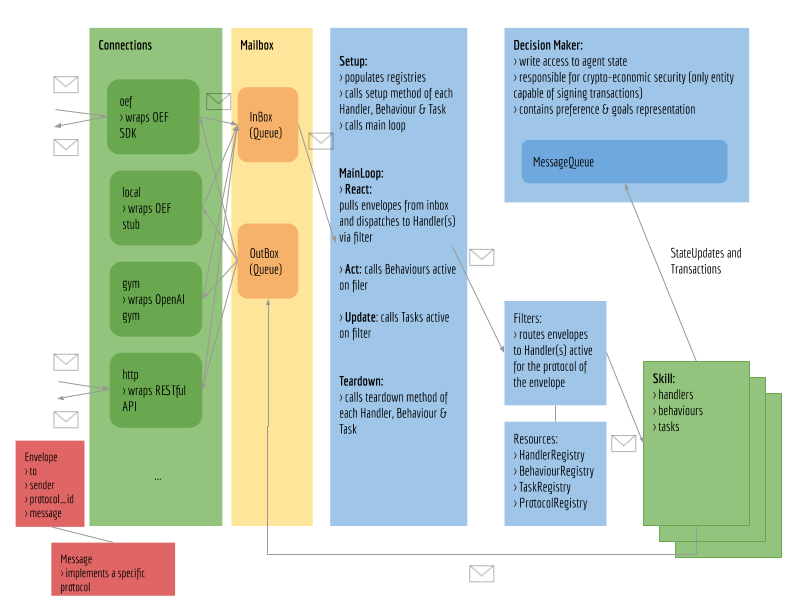 Connections
oef
› wraps OEF
SDK
local
› wraps OEF
stub
gym
› wraps OpenAI
gym
http
› wraps RESTful
API
...
Mailbox
InBox
(Queue)
OutBox
(Queue)
Setup:
› populates registries
› calls setup method of each
Handler, Behaviour & Task
› calls main loop
MainLoop:
› React:
pulls envelopes from inbox
and dispatches to Handler(s)
via filter
› Act: calls Behaviours active
on filer
› Update: calls Tasks active
on filter
Teardown:
› calls teardown method of
each Handler, Behaviour &
Task
Decision Maker:
› write access to agent state
› responsible for crypto-economic security (only entity
capable of signing transactions)
› contains preference & goals representation
MessageQueue
StateUpdates and
Transactions
Filters:
› routes envelopes
to Handler(s) active
for the protocol of
the envelope
Resources:
› HandlerRegistry
› BehaviourRegistry
› TaskRegistry
› ProtocolRegistry
Skill:
› handlers
› behaviours
› tasks
Envelope
› to
› sender
› protocol_id
› message
Message
› implements a specific
protocol